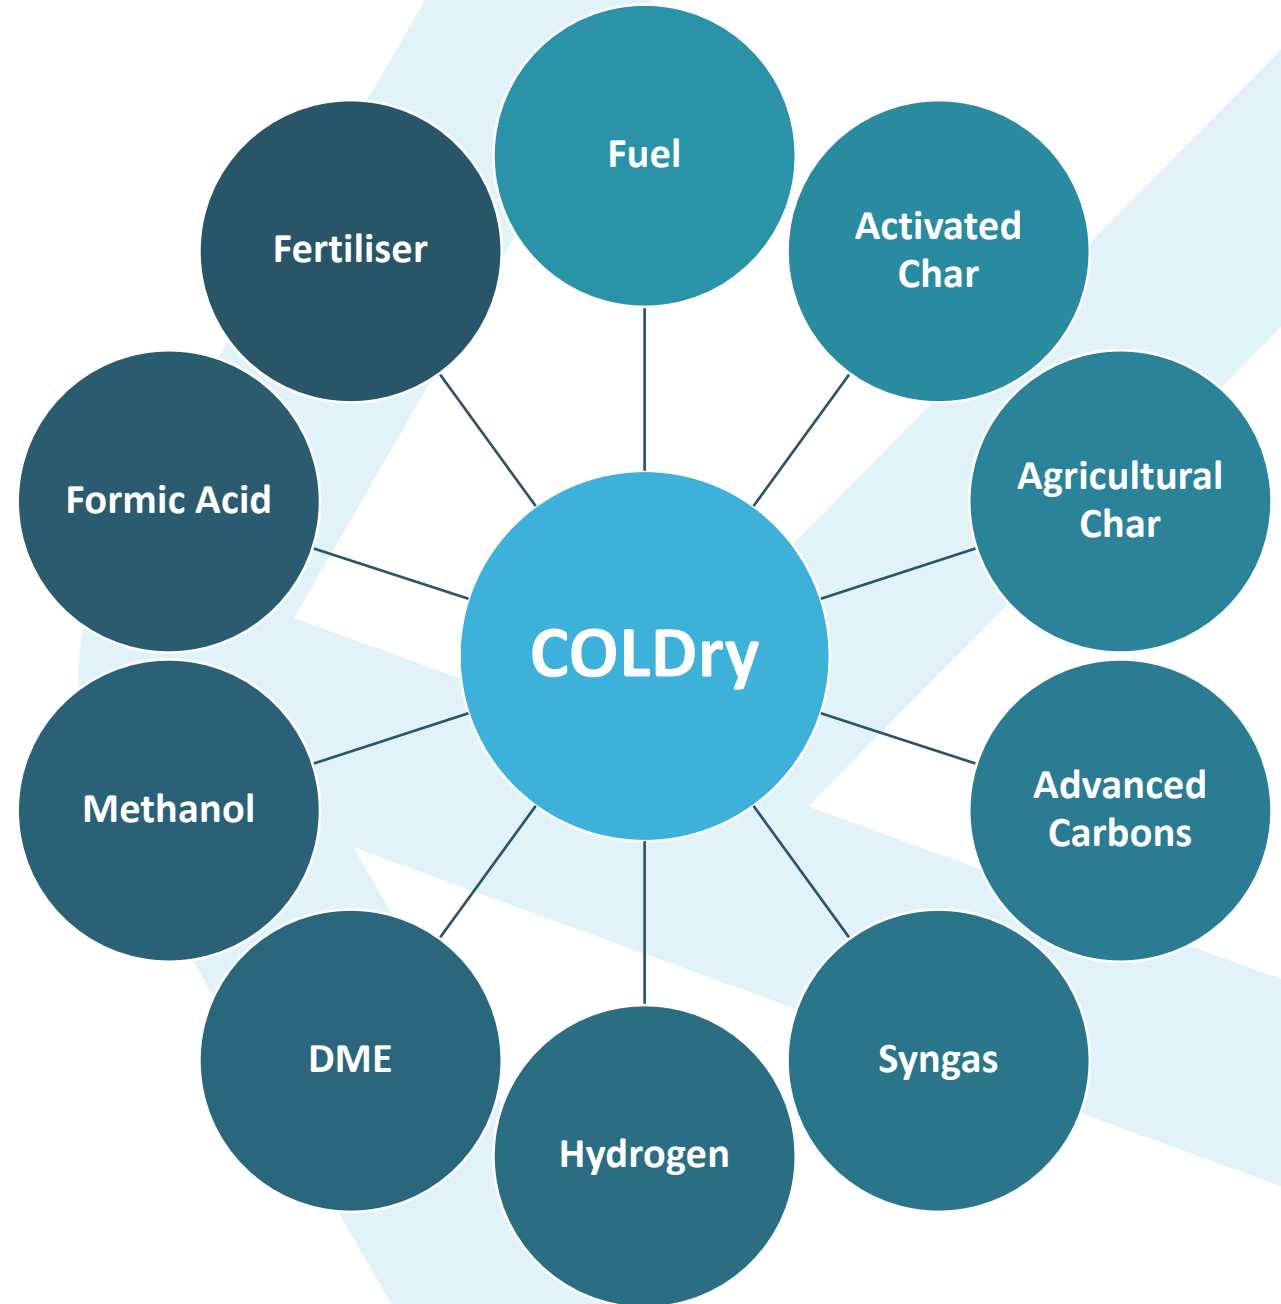 Fuel
Activated
Char
Agricultural
Char
Advanced
Carbons
Syngas
Hydrogen
DME
Methanol
Formic Acid
Fertiliser
COLDry